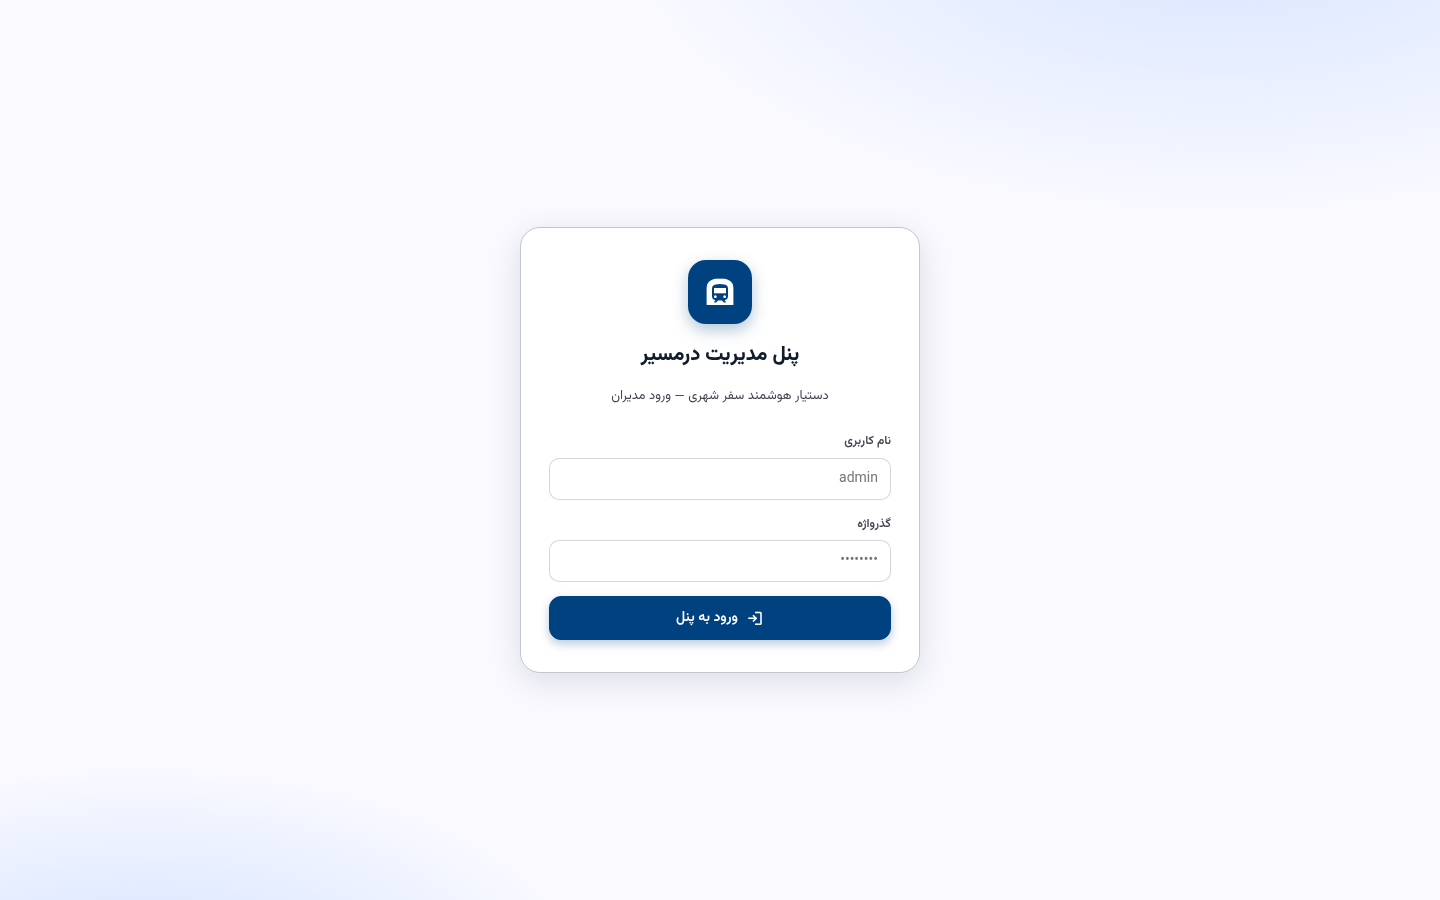 پنل مدیریت درمسیر
دستیار هوشمند سفر شهری — ورود مدیران
نام کاربری
admin
گذرواژه
••••••••
ورود به پنل